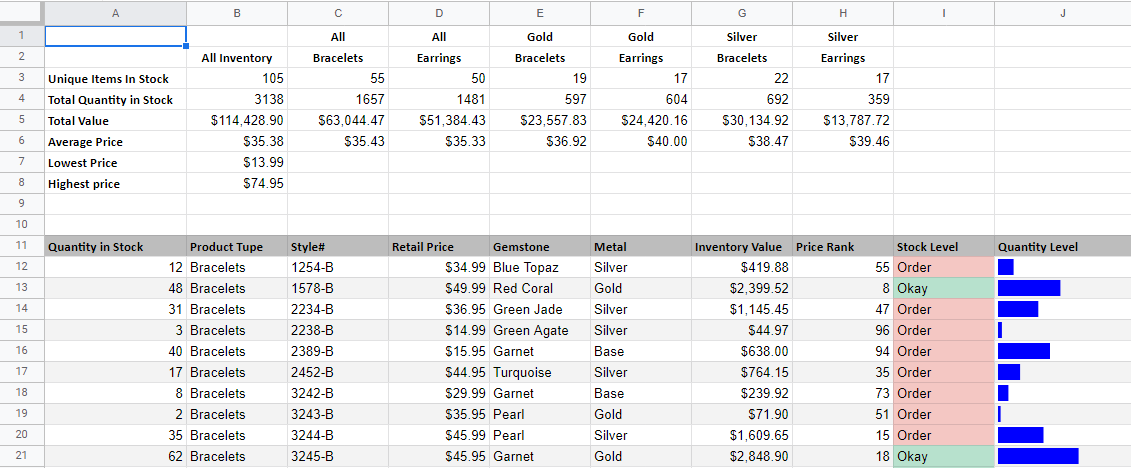 A B C D E F G H I J
1 All All Gold Gold Silver Silver
2 All Inventory Bracelets Earrings Bracelets Earrings Bracelets Earrings
3 Unique Items In Stock 105 55 50 19 17 22 17
4 Total Quantity in Stock 3138 1657 1481 597 604 692 359
5 Total Value $114,428.90 $63,044.47 $51,384.43 $23,557.83 $24,420.16 $30,134.92 $13,787.72
6 Average Price $35.38 $35.43 $35.33 $36.92 $40.00 $38.47 $39.46
7 Lowest Price $13.99
8 Highest price $74.95
9
10
11 Quantity in Stock Product Type Style# Retail Price Gemstone Metal Inventory Value Price Rank Stock Level Quantity Level
12 12 Bracelets 1254-B $34.99 Blue Topaz Silver $419.88 55 Order
13 48 Bracelets 1578-B $49.99 Red Coral Gold $2,399.52 8 Okay
14 31 Bracelets 2234-B $36.95 Green Jade Silver $1,145.45 47 Order
15 3 Bracelets 2238-B $14.99 Green Agate Silver $44.97 96 Order
16 40 Bracelets 2389-B $15.95 Garnet Base $638.00 94 Order
17 17 Bracelets 2452-B $44.95 Turquoise Silver $764.15 35 Order
18 8 Bracelets 3242-B $29.99 Garnet Base $239.92 73 Order
19 2 Bracelets 3243-B $35.95 Pearl Gold $71.90 51 Order
20 35 Bracelets 3244-B $45.99 Pearl Silver $1,609.65 15 Order
21 62 Bracelets 3245-B $45.95 Garnet Gold $2,848.90 18 Okay